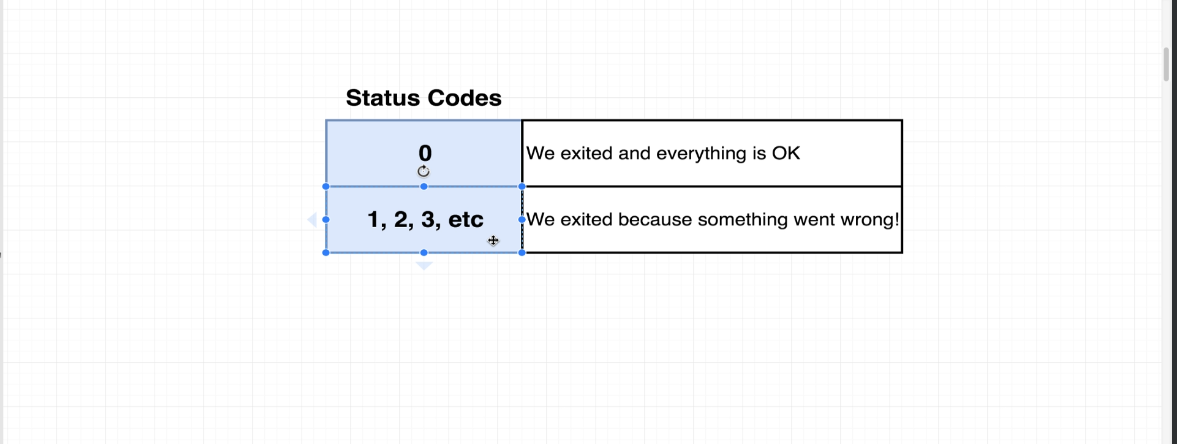 Status Codes
0
We exited and everything is OK
1, 2, 3, etc
We exited because something went wrong!